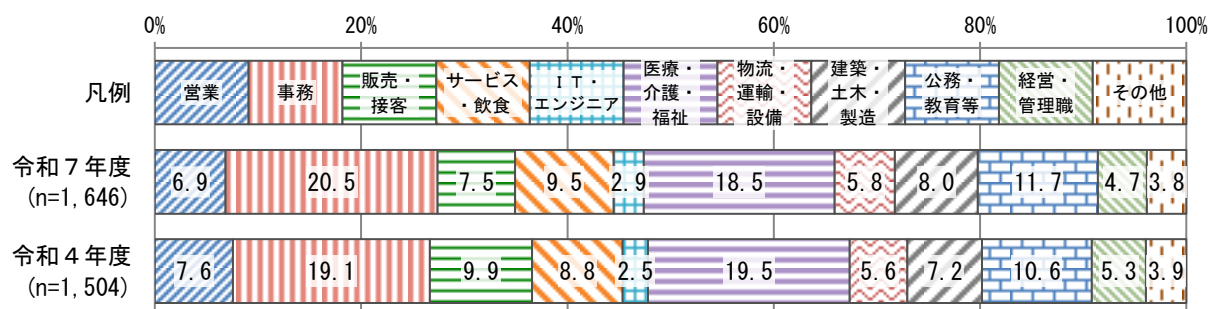 0% 20% 40% 60% 80% 100%
凡例
営業
事務
販売・
接客
サービス
・飲食
ＩＴ・
エンジニア
医療・
介護・
福祉
物流・
運輸・
設備
建築・
土木・
製造
公務・
教育等
経営・
管理職
その他
令和７年度
(n=1,646)
6.9 20.5 7.5 9.5 2.9 18.5 5.8 8.0 11.7 4.7 3.8
令和４年度
(n=1,504)
7.6 19.1 9.9 8.8 2.5 19.5 5.6 7.2 10.6 5.3 3.9